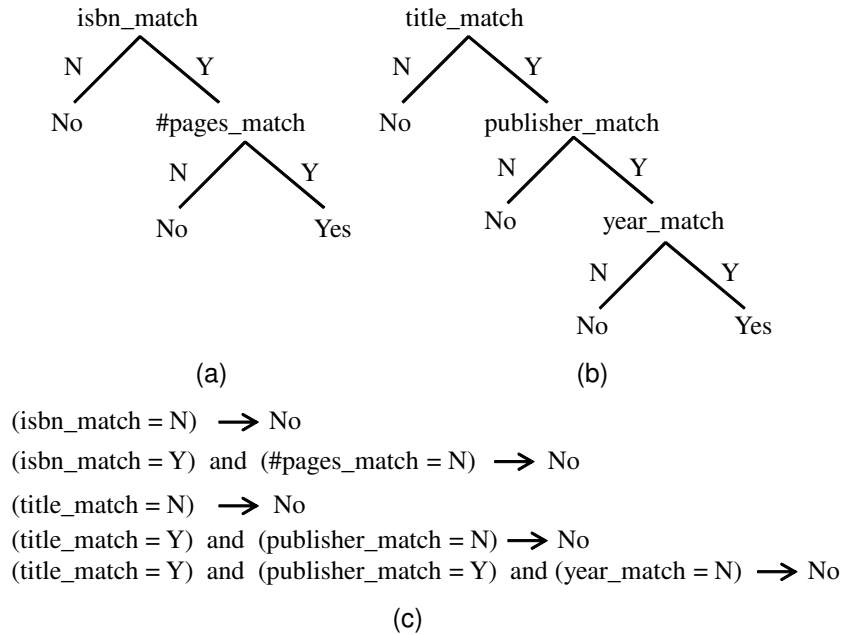 isbn_match title_match
N Y N Y
No #pages_match No publisher_match
N Y N Y
No Yes No year_match
N Y
No Yes
(a) (b)
(isbn_match = N) → No
(isbn_match = Y) and (#pages_match = N) → No
(title_match = N) → No
(title_match = Y) and (publisher_match = N) → No
(title_match = Y) and (publisher_match = Y) and (year_match = N) → No
(c)